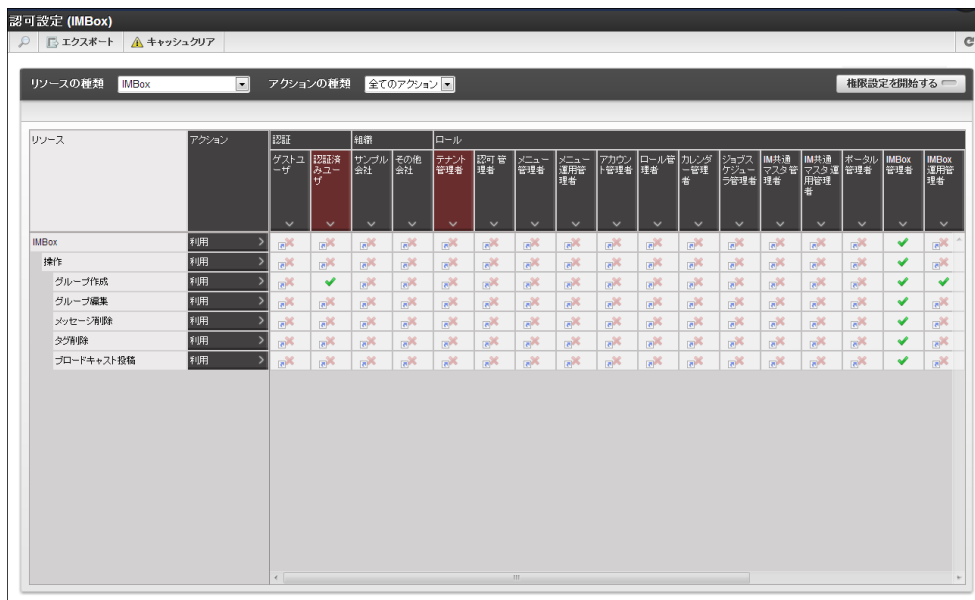 認可設定 (IMBox)
エクスポート キャッシュクリア
リソースの種類 IMBox アクションの種類 全てのアクション 権限設定を開始する
リソース アクション 認証 組織 ロール
ゲストユーザ 認証済みユーザ サンプル会社 その他会社 テナント管理者 認可管理者 メニュー管理者 メニュー運用管理者 アカウント管理者 ロール管理者 カレンダー管理者 ジョブスケジューラ管理者 IM共通マスタ管理者 IM共通マスタ運用管理者 ポータル管理者 IMBox管理者 IMBox運用管理者
IMBox 利用
操作 利用
グループ作成 利用
グループ編集 利用
メッセージ削除 利用
タグ削除 利用
ブロードキャスト投稿 利用